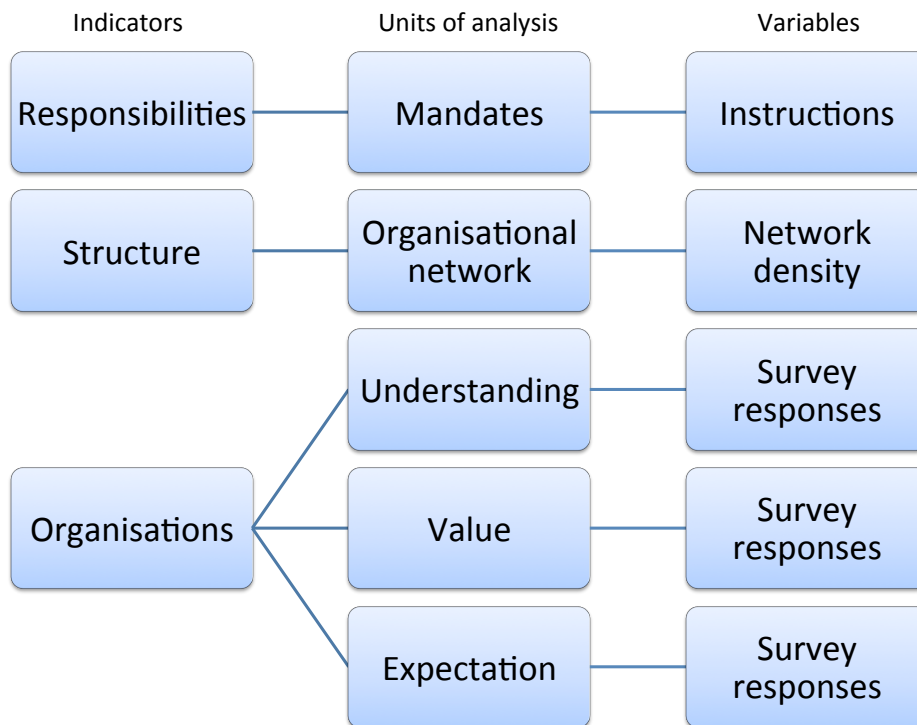 Indicators
Units of analysis
Variables
Responsibilities
Mandates
Instructions
Structure
Organisational
network
Network
density
Organisations
Understanding
Survey
responses
Value
Survey
responses
Expectation
Survey
responses